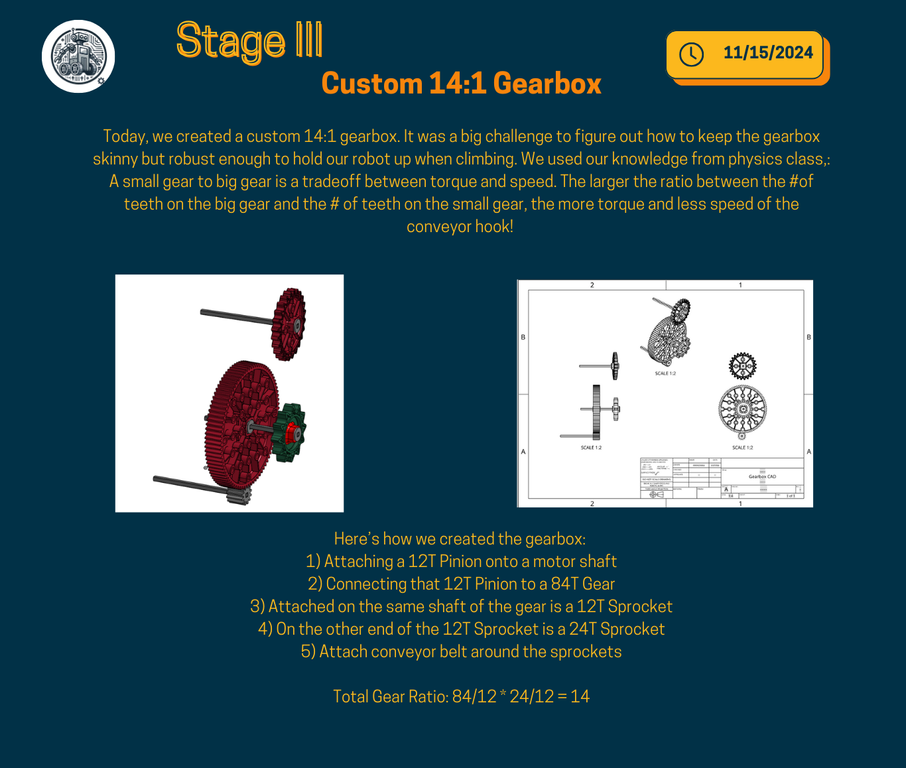 Stage III
11/15/2024
Custom 14:1 Gearbox
Today, we created a custom 14:1 gearbox. It was a big challenge to figure out how to keep the gearbox
skinny but robust enough to hold our robot up when climbing. We used our knowledge from physics class,:
A small gear to big gear is a tradeoff between torque and speed. The larger the ratio between the #of
teeth on the big gear and the # of teeth on the small gear, the more torque and less speed of the
conveyor hook!
2 1
B B
SCALE 1:2
A A
SCALE 1:2 SCALE 1:2
Gearbox CAD
A
2 1
Here's how we created the gearbox:
1) Attaching a 12T Pinion onto a motor shaft
2) Connecting that 12T Pinion to a 84T Gear
3) Attached on the same shaft of the gear is a 12T Sprocket
4) On the other end of the 12T Sprocket is a 24T Sprocket
5) Attach conveyor belt around the sprockets
Total Gear Ratio: 84/12 * 24/12 = 14